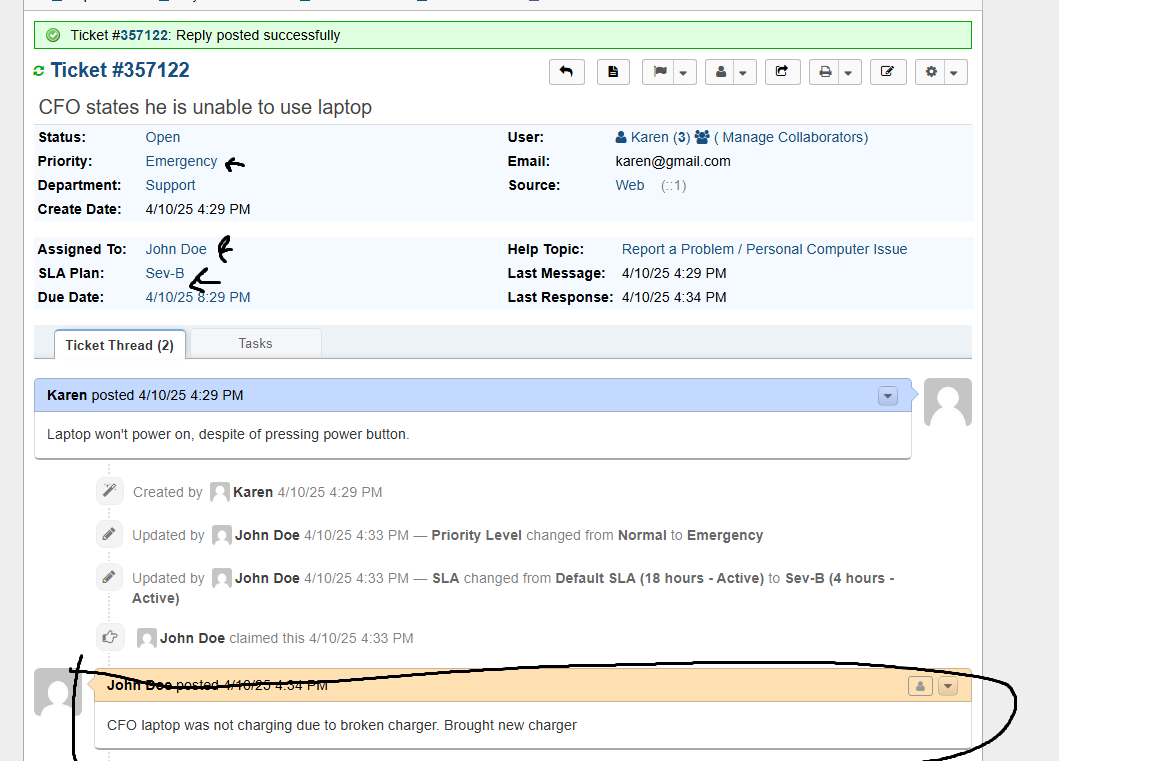 Ticket #357122: Reply posted successfully
Ticket #357122
CFO states he is unable to use laptop
Status: Open
Priority: Emergency
Department: Support
Create Date: 4/10/25 4:29 PM
User: Karen (3) ( Manage Collaborators)
Email: karen@gmail.com
Source: Web (::1)
Assigned To: John Doe
SLA Plan: Sev-B
Due Date: 4/10/25 8:29 PM
Help Topic: Report a Problem / Personal Computer Issue
Last Message: 4/10/25 4:29 PM
Last Response: 4/10/25 4:34 PM
Ticket Thread (2) Tasks
Karen posted 4/10/25 4:29 PM
Laptop won't power on, despite of pressing power button.
Created by Karen 4/10/25 4:29 PM
Updated by John Doe 4/10/25 4:33 PM — Priority Level changed from Normal to Emergency
Updated by John Doe 4/10/25 4:33 PM — SLA changed from Default SLA (18 hours - Active) to Sev-B (4 hours -
Active)
John Doe claimed this 4/10/25 4:33 PM
John Doe posted 4/10/25 4:34 PM
CFO laptop was not charging due to broken charger. Brought new charger